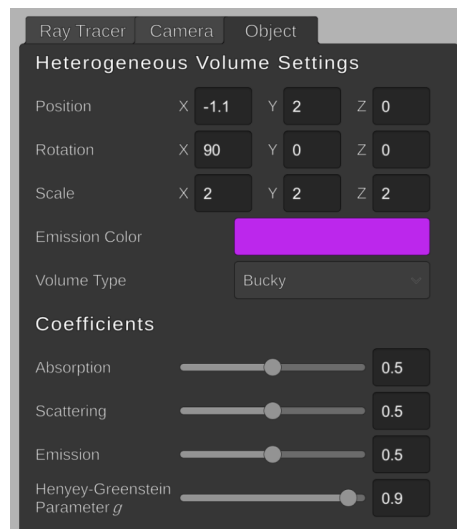 Ray Tracer Camera Object
Heterogeneous Volume Settings
Position X -1.1 Y 2 Z 0
Rotation X 90 Y 0 Z 0
Scale X 2 Y 2 Z 2
Emission Color
Volume Type Bucky
Coefficients
Absorption 0.5
Scattering 0.5
Emission 0.5
Henyey-Greenstein
Parameter g 0.9